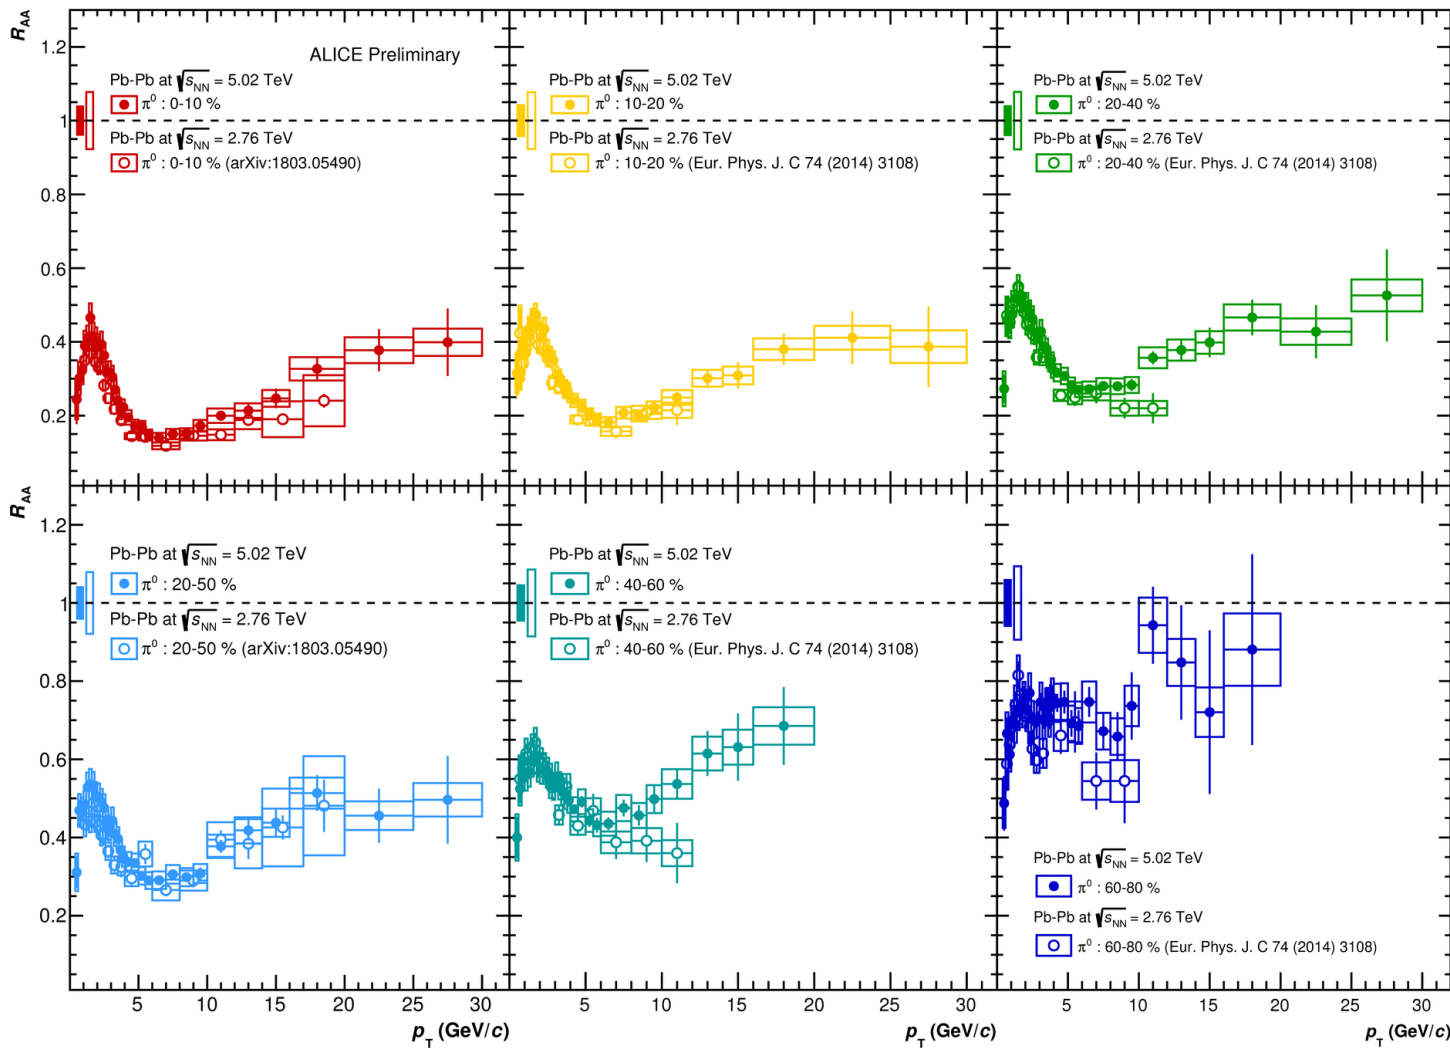 R_AA
ALICE Preliminary
1.2
1
0.8
0.6
0.4
0.2
Pb-Pb at √s_NN = 5.02 TeV
π⁰ : 0-10 %
Pb-Pb at √s_NN = 2.76 TeV
π⁰ : 0-10 % (arXiv:1803.05490)
Pb-Pb at √s_NN = 5.02 TeV
π⁰ : 10-20 %
Pb-Pb at √s_NN = 2.76 TeV
π⁰ : 10-20 % (Eur. Phys. J. C 74 (2014) 3108)
Pb-Pb at √s_NN = 5.02 TeV
π⁰ : 20-40 %
Pb-Pb at √s_NN = 2.76 TeV
π⁰ : 20-40 % (Eur. Phys. J. C 74 (2014) 3108)
R_AA
1.2
1
0.8
0.6
0.4
0.2
Pb-Pb at √s_NN = 5.02 TeV
π⁰ : 20-50 %
Pb-Pb at √s_NN = 2.76 TeV
π⁰ : 20-50 % (arXiv:1803.05490)
Pb-Pb at √s_NN = 5.02 TeV
π⁰ : 40-60 %
Pb-Pb at √s_NN = 2.76 TeV
π⁰ : 40-60 % (Eur. Phys. J. C 74 (2014) 3108)
Pb-Pb at √s_NN = 5.02 TeV
π⁰ : 60-80 %
Pb-Pb at √s_NN = 2.76 TeV
π⁰ : 60-80 % (Eur. Phys. J. C 74 (2014) 3108)
5 10 15 20 25 30
5 10 15 20 25 30
5 10 15 20 25 30
p_T (GeV/c)
p_T (GeV/c)
p_T (GeV/c)